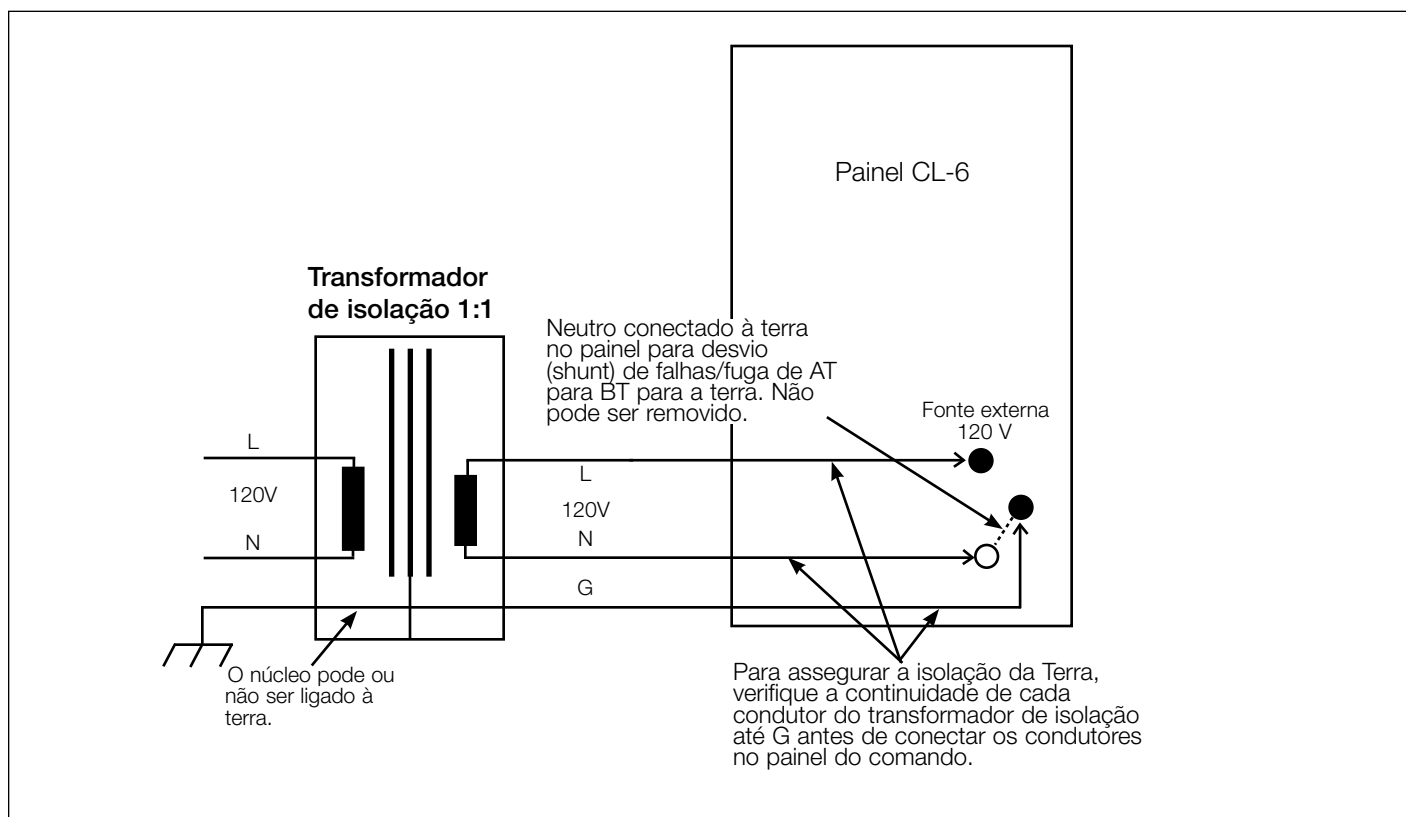 Painel CL-6
Transformador
de isolação 1:1
Neutro conectado à terra
no painel para desvio
(shunt) de falhas/fuga de AT
para BT para a terra. Não
pode ser removido.
Fonte externa
120 V
L
120V
N
L
120V
N
G
O núcleo pode ou
não ser ligado à
terra.
Para assegurar a isolação da Terra,
verifique a continuidade de cada
condutor do transformador de isolação
até G antes de conectar os condutores
no painel do comando.